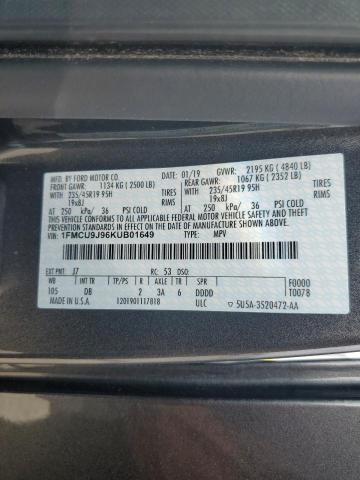 MFD. BY FORD MOTOR CO.
DATE: 01/19 GVWR: 2195 KG (4840 LB)
FRONT GAWR: 1134 KG (2500 LB) REAR GAWR: 1067 KG (2352 LB)
WITH 235/45R19 95H TIRES WITH 235/45R19 95H TIRES
19x8J RIMS 19x8J RIMS
AT 250 kPa/ 36 PSI COLD AT 250 kPa/ 36 PSI COLD
THIS VEHICLE CONFORMS TO ALL APPLICABLE FEDERAL MOTOR VEHICLE SAFETY, BUMPER, AND THEFT PREVENTION STANDARDS IN EFFECT ON THE DATE OF MANUFACTURE SHOWN ABOVE.
VIN: 1FMCU9J96KUB01649 TYPE: MPV
EXT PNT: J7 RC: 53 DSO:
WB INT TR TP/PS R AXLE TR SPR F0000
105 DB 2 3A 6 DDDD T0078
MADE IN U.S.A. 1201901117818 ULC 5U5A-3520472-AA